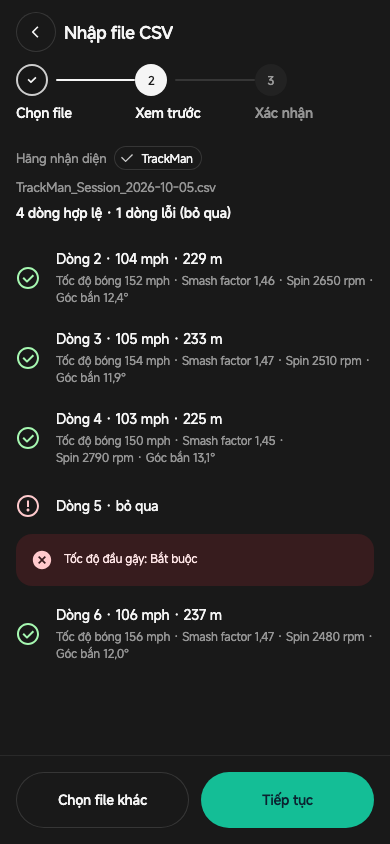 Nhập file CSV
2
3
Chọn file
Xem trước
Xác nhận
Hãng nhận diện
TrackMan
TrackMan_Session_2026-10-05.csv
4 dòng hợp lệ · 1 dòng lỗi (bỏ qua)
Dòng 2 · 104 mph · 229 m
Tốc độ bóng 152 mph · Smash factor 1,46 · Spin 2650 rpm ·
Góc bắn 12,4°
Dòng 3 · 105 mph · 233 m
Tốc độ bóng 154 mph · Smash factor 1,47 · Spin 2510 rpm ·
Góc bắn 11,9°
Dòng 4 · 103 mph · 225 m
Tốc độ bóng 150 mph · Smash factor 1,45 ·
Spin 2790 rpm · Góc bắn 13,1°
Dòng 5 · bỏ qua
Tốc độ đầu gậy: Bắt buộc
Dòng 6 · 106 mph · 237 m
Tốc độ bóng 156 mph · Smash factor 1,47 · Spin 2480 rpm ·
Góc bắn 12,0°
Chọn file khác
Tiếp tục